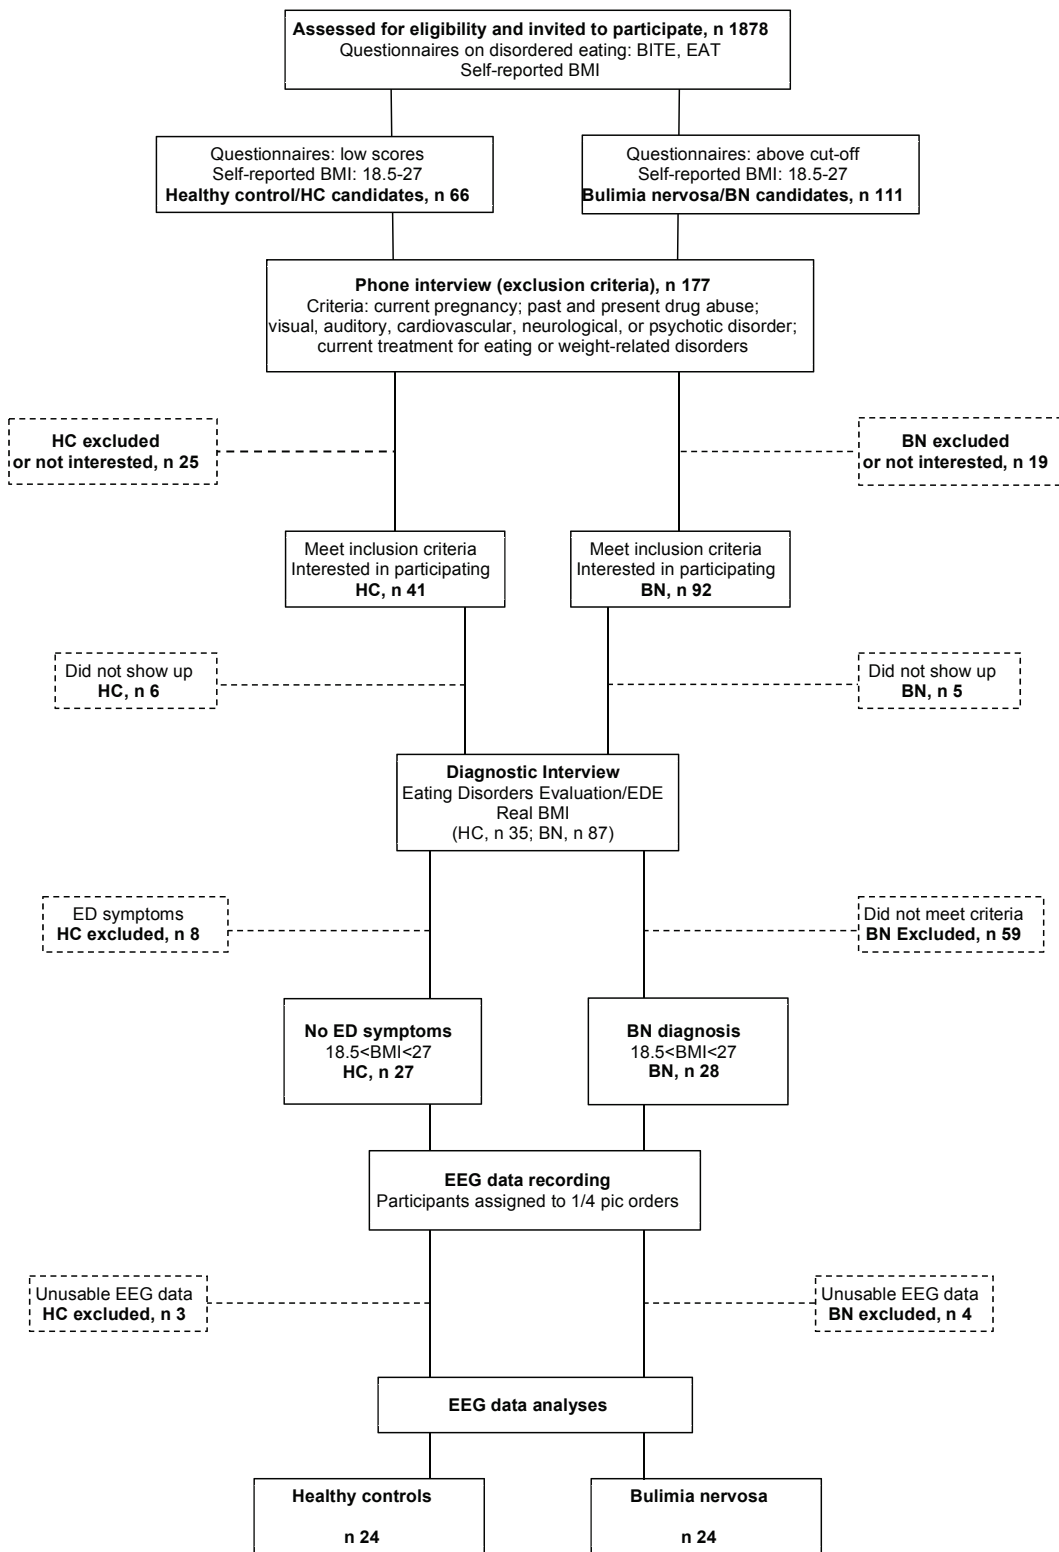 Assessed for eligibility and invited to participate, n 1878
Questionnaires on disordered eating: BITE, EAT
Self-reported BMI
Questionnaires: low scores
Self-reported BMI: 18.5-27
Healthy control/HC candidates, n 66
Questionnaires: above cut-off
Self-reported BMI: 18.5-27
Bulimia nervosa/BN candidates, n 111
Phone interview (exclusion criteria), n 177
Criteria: current pregnancy; past and present drug abuse;
visual, auditory, cardiovascular, neurological, or psychotic disorder;
current treatment for eating or weight-related disorders
HC excluded
or not interested, n 25
BN excluded
or not interested, n 19
Meet inclusion criteria
Interested in participating
HC, n 41
Meet inclusion criteria
Interested in participating
BN, n 92
Did not show up
HC, n 6
Did not show up
BN, n 5
Diagnostic Interview
Eating Disorders Evaluation/EDE
Real BMI
(HC, n 35; BN, n 87)
ED symptoms
HC excluded, n 8
Did not meet criteria
BN Excluded, n 59
No ED symptoms
18.5<BMI<27
HC, n 27
BN diagnosis
18.5<BMI<27
BN, n 28
EEG data recording
Participants assigned to 1/4 pic orders
Unusable EEG data
HC excluded, n 3
Unusable EEG data
BN excluded, n 4
EEG data analyses
Healthy controls
n 24
Bulimia nervosa
n 24